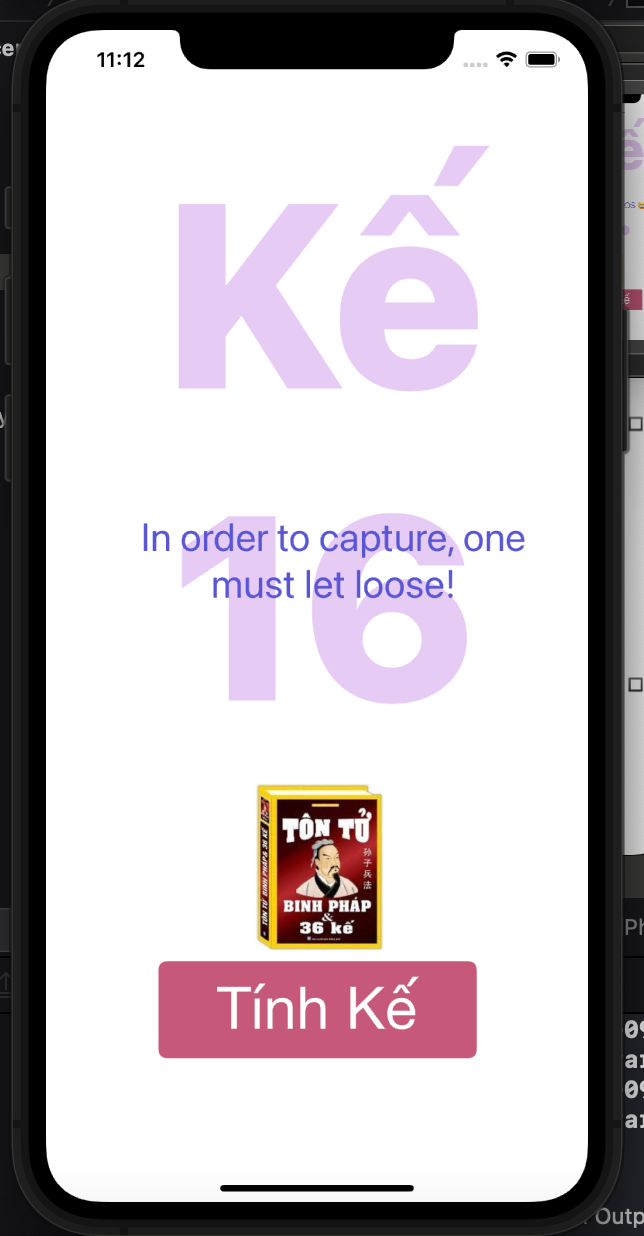 11:12
Kế
16
In order to capture, one
must let loose!
TÔN TỬ
孙子兵法
BINH PHÁP
&
36 kế
TÔN TỬ BINH PHÁP & 36 KẾ
Tính Kế